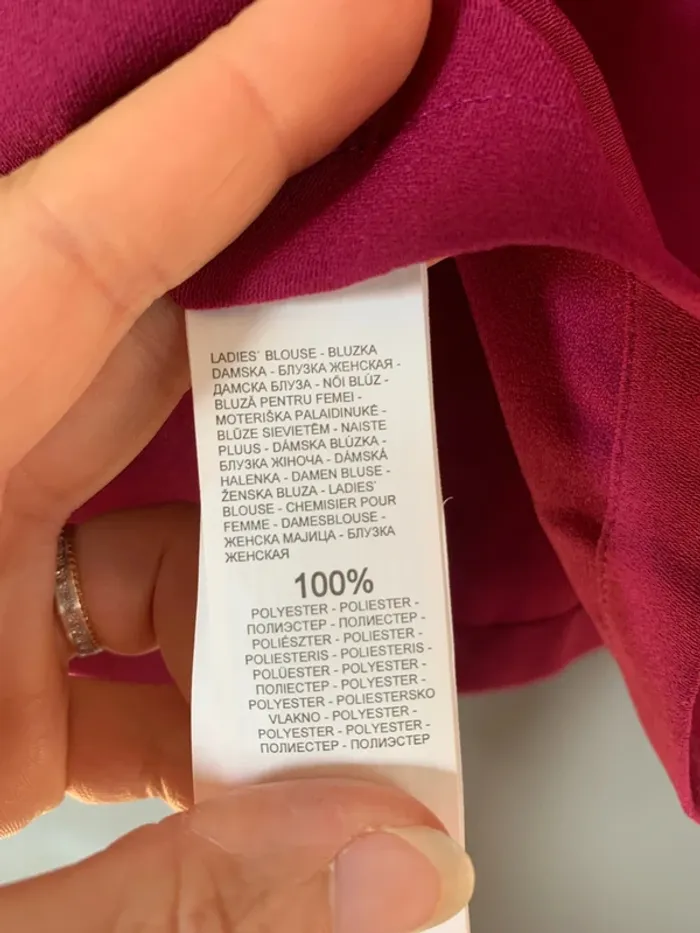 LADIES' BLOUSE - BLUZKA
DAMSKA - БЛУЗКА ЖЕНСКАЯ -
ДАМСКА БЛУЗА - NŐI BLÚZ -
BLUZĂ PENTRU FEMEI -
MOTERIŠKA PALAIDINUKĖ -
BLŪZE SIEVIETĒM - NAISTE
PLUUS - DÁMSKA BLÚZKA -
БЛУЗКА ЖІНОЧА - DÁMSKÁ
HALENKA - DAMEN BLUSE -
ŽENSKA BLUZA - LADIES'
BLOUSE - CHEMISIER POUR
FEMME - DAMESBLOUSE -
ЖЕНСКА МАЈИЦА - БЛУЗКА
ЖЕНСКАЯ
100%
POLYESTER - POLIESTER -
ПОЛИЭСТЕР - ПОЛИЕСТЕР -
POLIÉSZTER - POLIESTER -
POLIESTERIS - POLIESTERIS -
POLÜESTER - POLYESTER -
ПОЛІЕСТЕР - POLYESTER -
POLYESTER - POLIESTERSKO
VLAKNO - POLYESTER -
POLYESTER - POLYESTER -
ПОЛИЕСТЕР - ПОЛИЭСТЕР